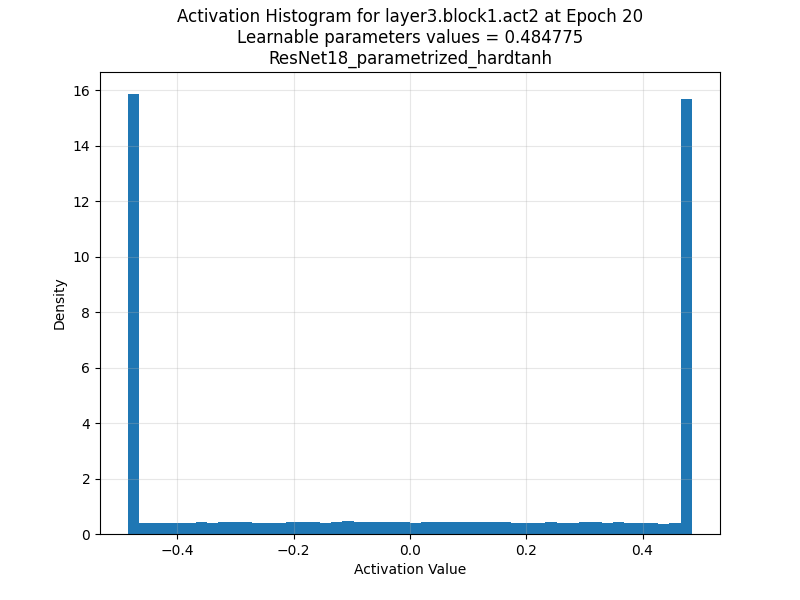 Activation Histogram for layer3.block1.act2 at Epoch 20
Learnable parameters values = 0.484775
ResNet18_parametrized_hardtanh
16
14
12
10
8
6
4
2
0
Density
−0.4
−0.2
0.0
0.2
0.4
Activation Value